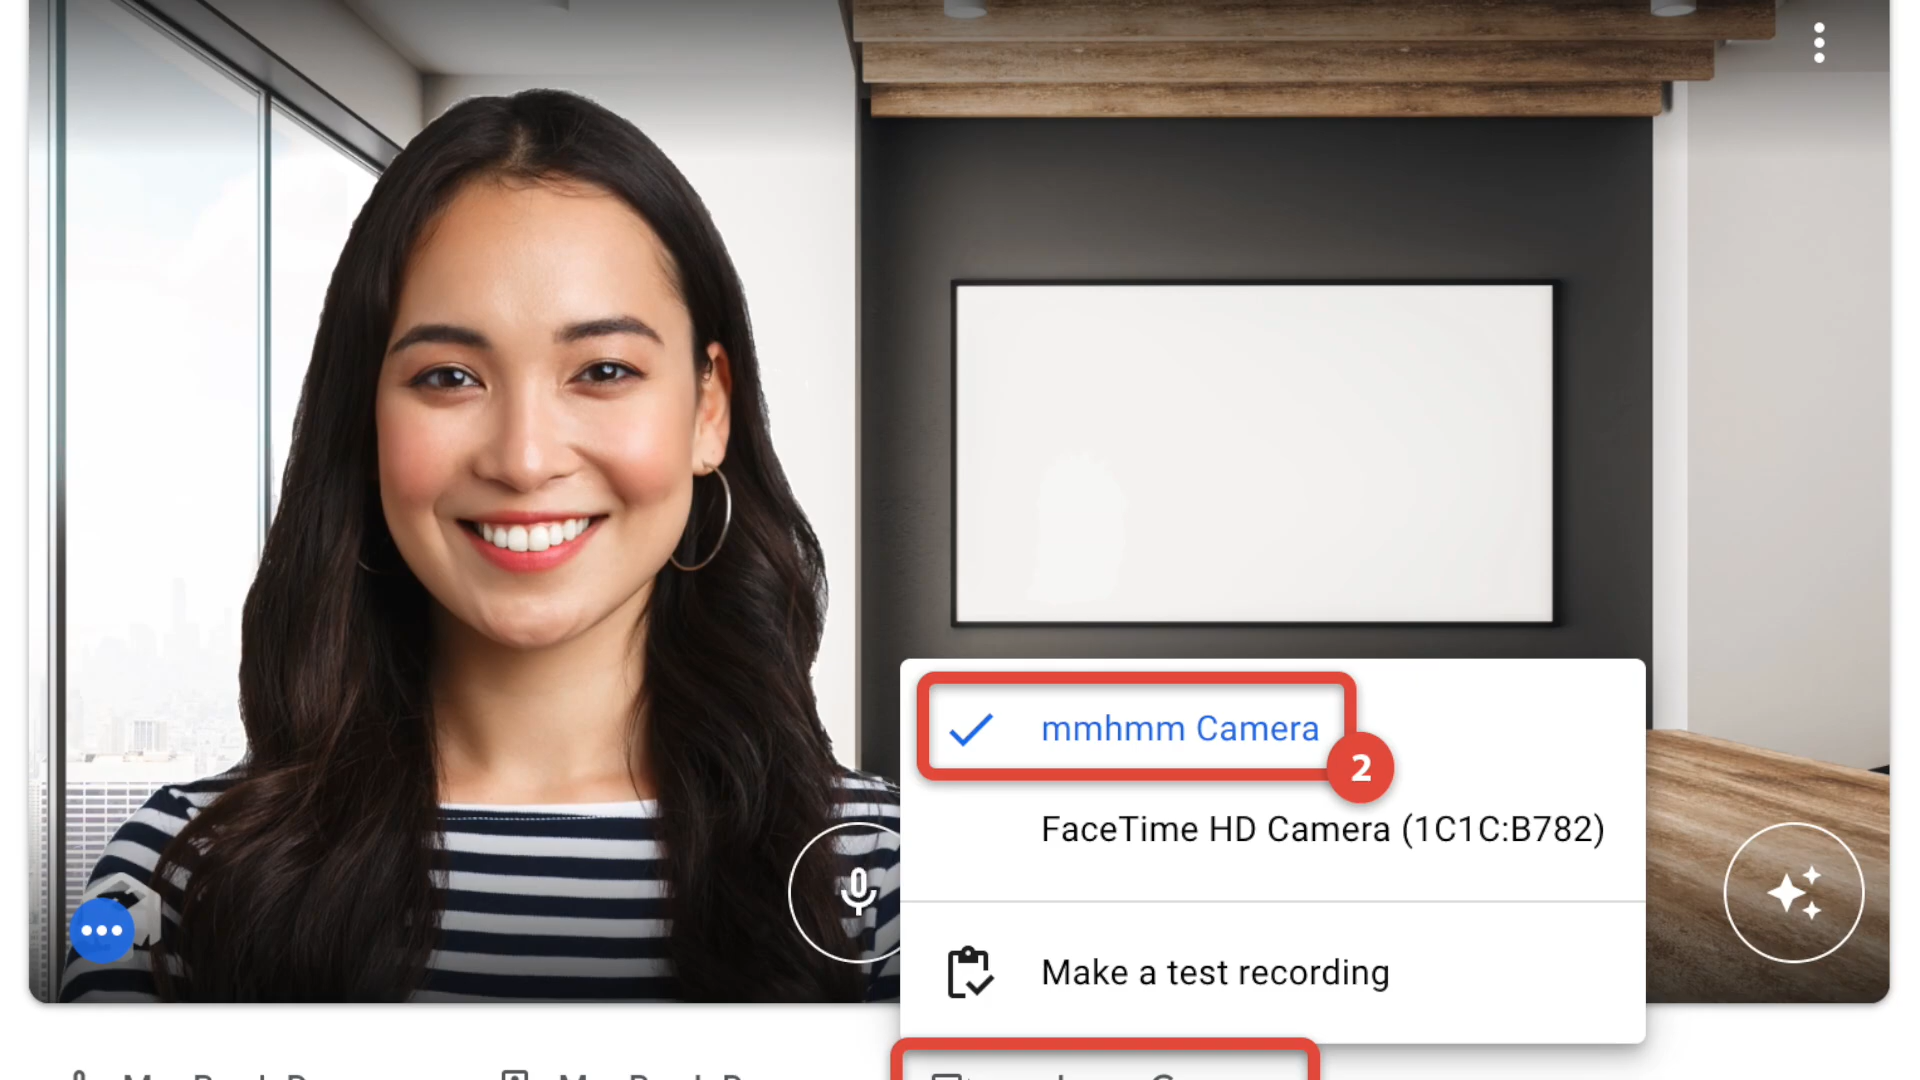 mmhmm Camera
2
FaceTime HD Camera (1C1C:B782)
Make a test recording